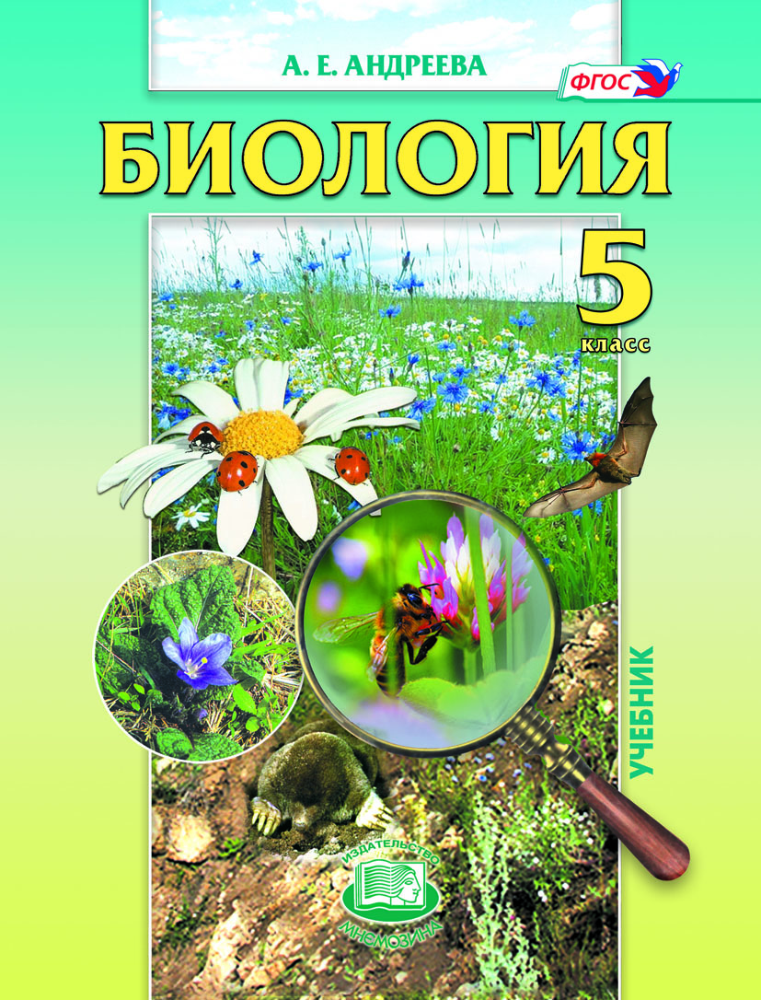 А. Е. АНДРЕЕВА
ФГОС
БИОЛОГИЯ
5
класс
УЧЕБНИК
ИЗДАТЕЛЬСТВО
МНЕМОЗИНА